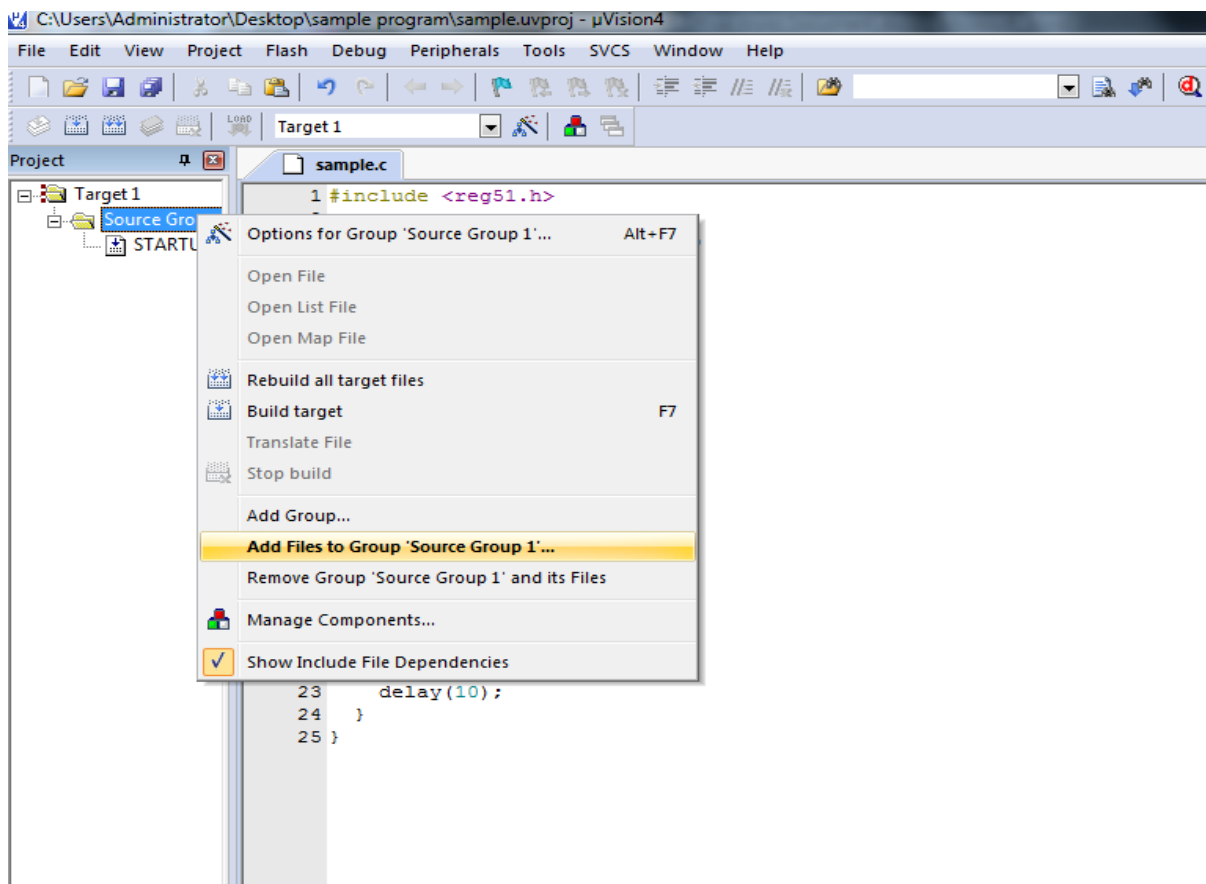 C:\Users\Administrator\Desktop\sample program\sample.uvproj - µVision4
File Edit View Project Flash Debug Peripherals Tools SVCS Window Help
LOAD Target 1
Project
sample.c
Target 1
1 #include <reg51.h>
Source Gro
STARTU
Options for Group 'Source Group 1'... Alt+F7
Open File
Open List File
Open Map File
Rebuild all target files
Build target F7
Translate File
Stop build
Add Group...
Add Files to Group 'Source Group 1'...
Remove Group 'Source Group 1' and its Files
Manage Components...
Show Include File Dependencies
23 delay(10);
24 }
25 }